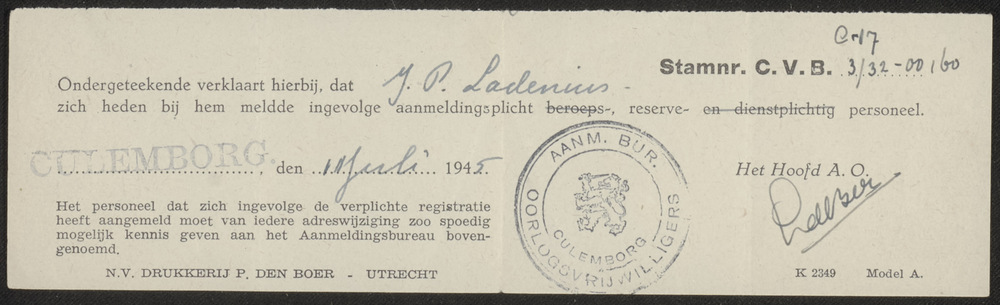 C-17
Stamnr. C. V. B. 3/32-00160
Ondergeteekende verklaart hierbij, dat J. P. Ladenius
zich heden bij hem meldde ingevolge aanmeldingsplicht beroeps-, reserve- en dienstplichtig personeel.
CULEMBORG., den 11 Juli 1945.
Het Hoofd A. O.
AANM. BUR.
OORLOGSVRIJWILLIGERS
CULEMBORG
Het personeel dat zich ingevolge de verplichte registratie
heeft aangemeld moet van iedere adreswijziging zoo spoedig
mogelijk kennis geven aan het Aanmeldingsbureau boven-
genoemd.
N.V. DRUKKERIJ P. DEN BOER - UTRECHT
K 2349 Model A.